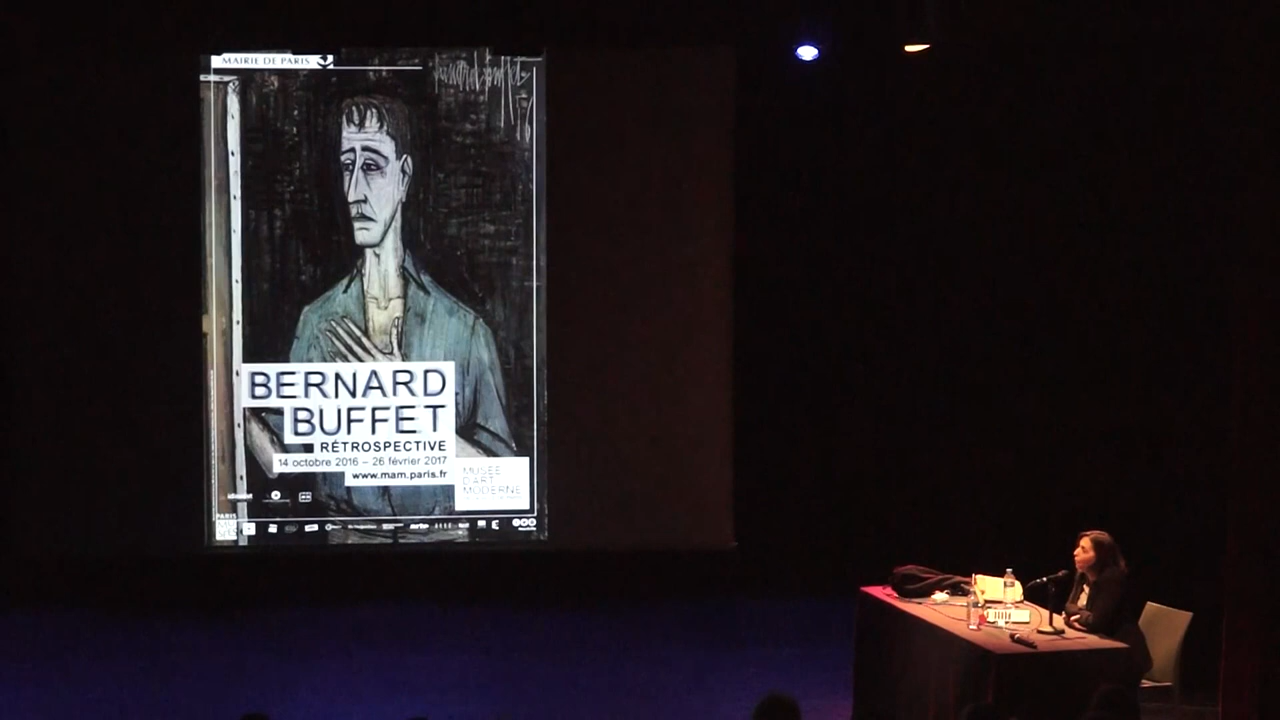 MAIRIE DE PARIS
BERNARD
BUFFET
RÉTROSPECTIVE
14 octobre 2016 – 26 février 2017
www.mam.paris.fr
MUSÉE
D'ART
MODERNE
PARIS